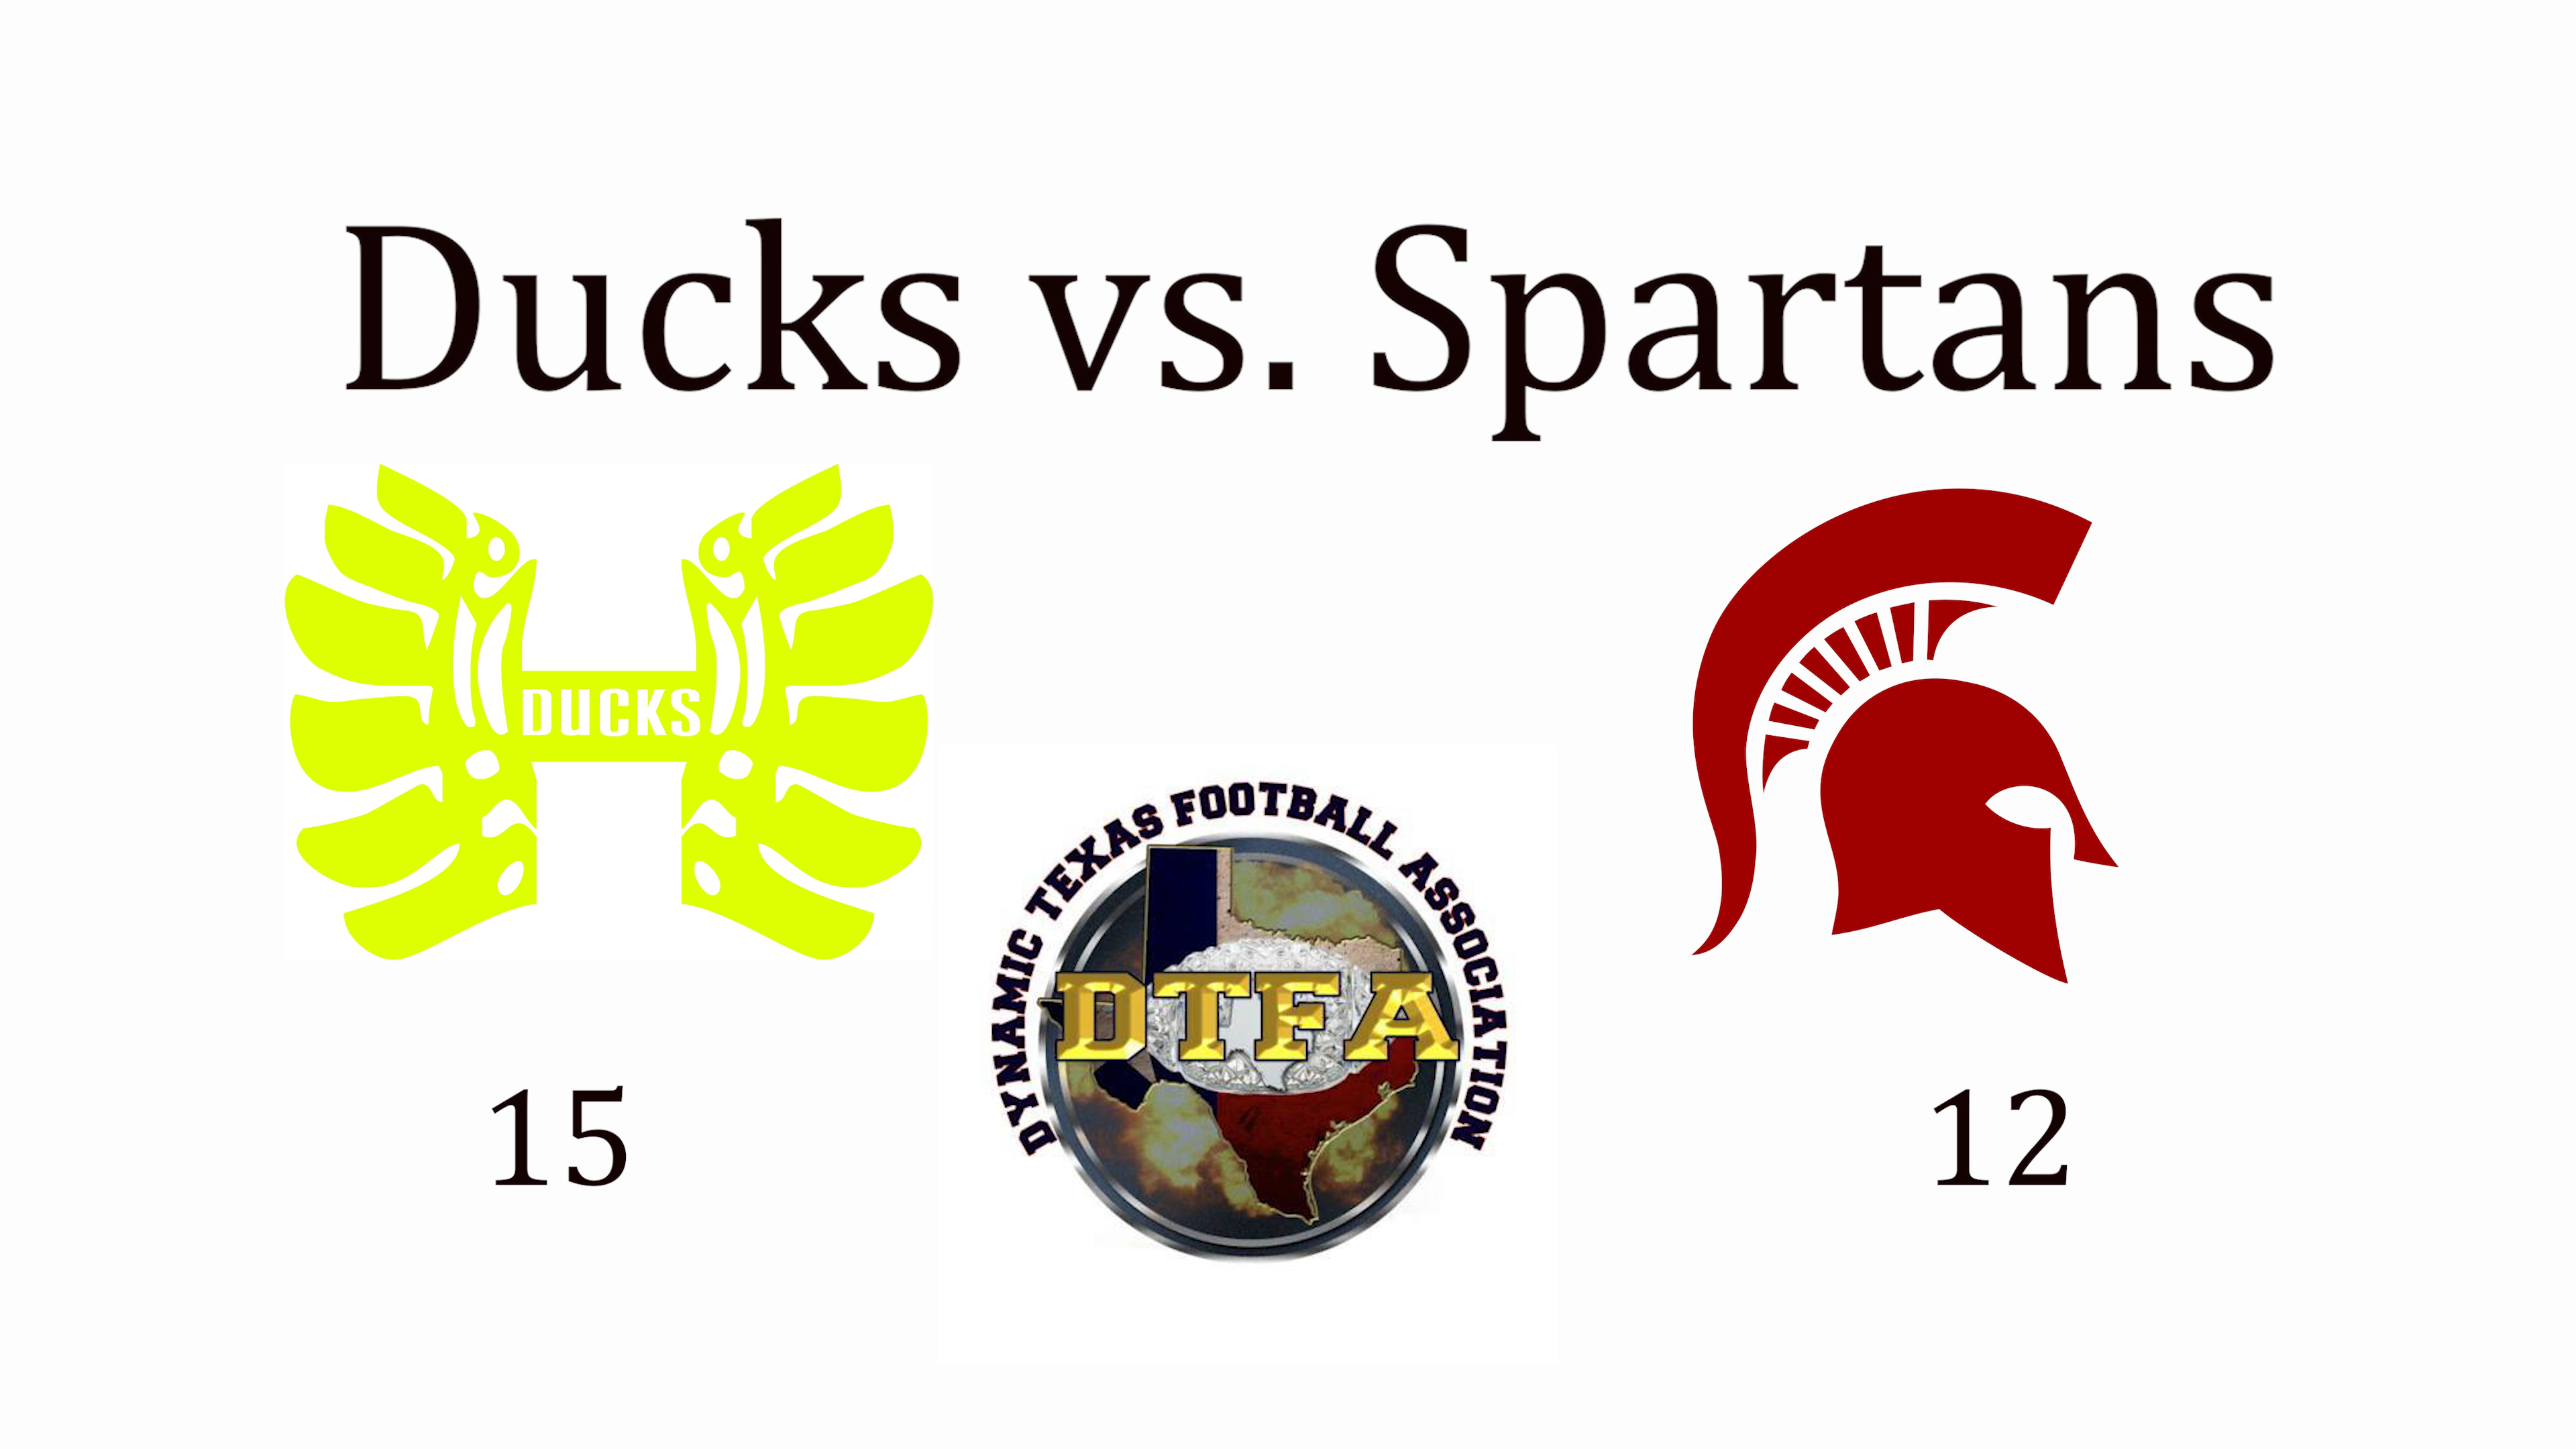 Ducks vs. Spartans
DUCKS
DYNAMIC TEXAS FOOTBALL ASSOCIATION
DTFA
15
12